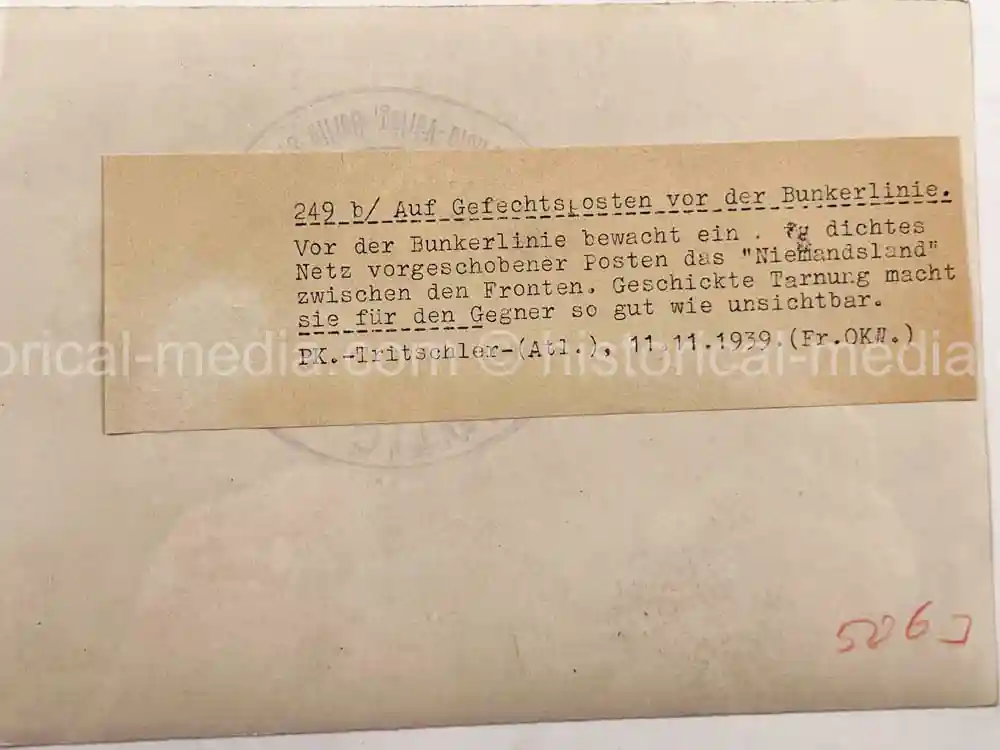 249 b/ Auf Gefechtsposten vor der Bunkerlinie.
Vor der Bunkerlinie bewacht ein . dichtes
Netz vorgeschobener Posten das "Niemandsland"
zwischen den Fronten. Geschickte Tarnung macht
sie für den Gegner so gut wie unsichtbar.
PK.-Tritschler-(Atl.), 11.11.1939.(Fr.OKW.)
orical-media.com © historical-media